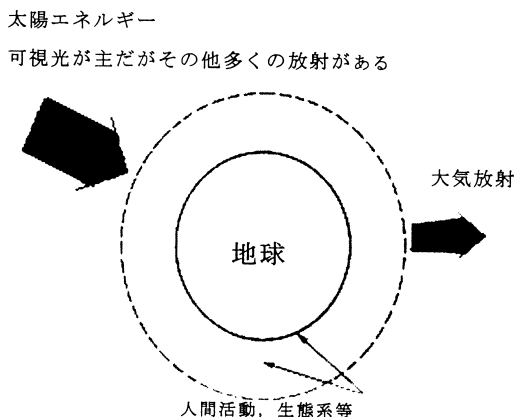 太陽エネルギー
可視光が主だがその他多くの放射がある
大気放射
地球
人間活動，生態系等